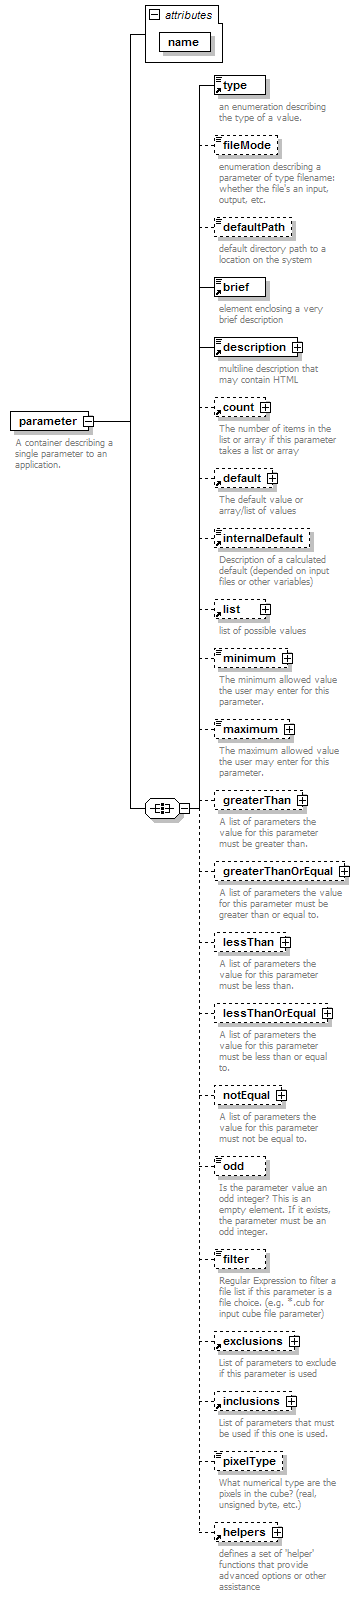 attributes
name
type
an enumeration describing
the type of a value.
fileMode
enumeration describing a
parameter of type filename:
whether the file's an input,
output, etc.
defaultPath
default directory path to a
location on the system
brief
element enclosing a very
brief description
description
multiline description that
may contain HTML
parameter
A container describing a
single parameter to an
application.
count
The number of items in the
list or array if this parameter
takes a list or array
default
The default value or
array/list of values
internalDefault
Description of a calculated
default (depended on input
files or other variables)
list
list of possible values
minimum
The minimum allowed value
the user may enter for this
parameter.
maximum
The maximum allowed value
the user may enter for this
parameter.
greaterThan
A list of parameters the
value for this parameter
must be greater than.
greaterThanOrEqual
A list of parameters the value
for this parameter must be
greater than or equal to.
lessThan
A list of parameters the
value for this parameter
must be less than.
lessThanOrEqual
A list of parameters the
value for this parameter
must be less than or equal
to.
notEqual
A list of parameters the
value for this parameter
must not be equal to.
odd
Is the parameter value an
odd integer? This is an
empty element. If it exists,
the parameter must be an
odd integer.
filter
Regular Expression to filter a
file list if this parameter is a
file choice. (e.g. *.cub for
input cube file parameter)
exclusions
List of parameters to exclude
if this parameter is used
inclusions
List of parameters that must
be used if this one is used.
pixelType
What numerical type are the
pixels in the cube? (real,
unsigned byte, etc.)
helpers
defines a set of 'helper'
functions that provide
advanced options or other
assistance